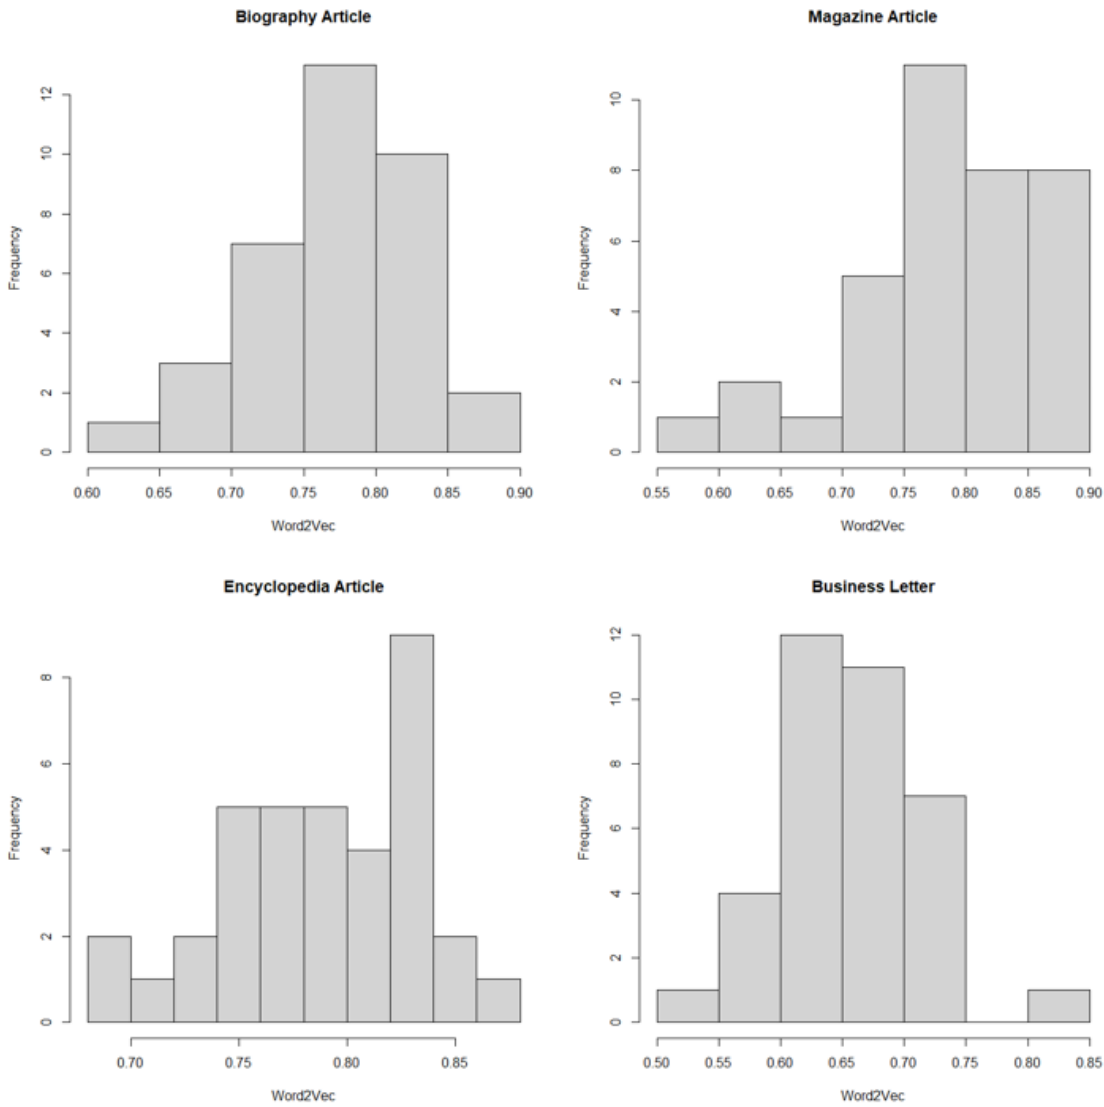 Biography Article
Frequency
0 2 4 6 8 10 12
0.60 0.65 0.70 0.75 0.80 0.85 0.90
Word2Vec
Magazine Article
Frequency
0 2 4 6 8 10
0.55 0.60 0.65 0.70 0.75 0.80 0.85 0.90
Word2Vec
Encyclopedia Article
Frequency
0 2 4 6 8
0.70 0.75 0.80 0.85
Word2Vec
Business Letter
Frequency
0 2 4 6 8 10 12
0.50 0.55 0.60 0.65 0.70 0.75 0.80 0.85
Word2Vec